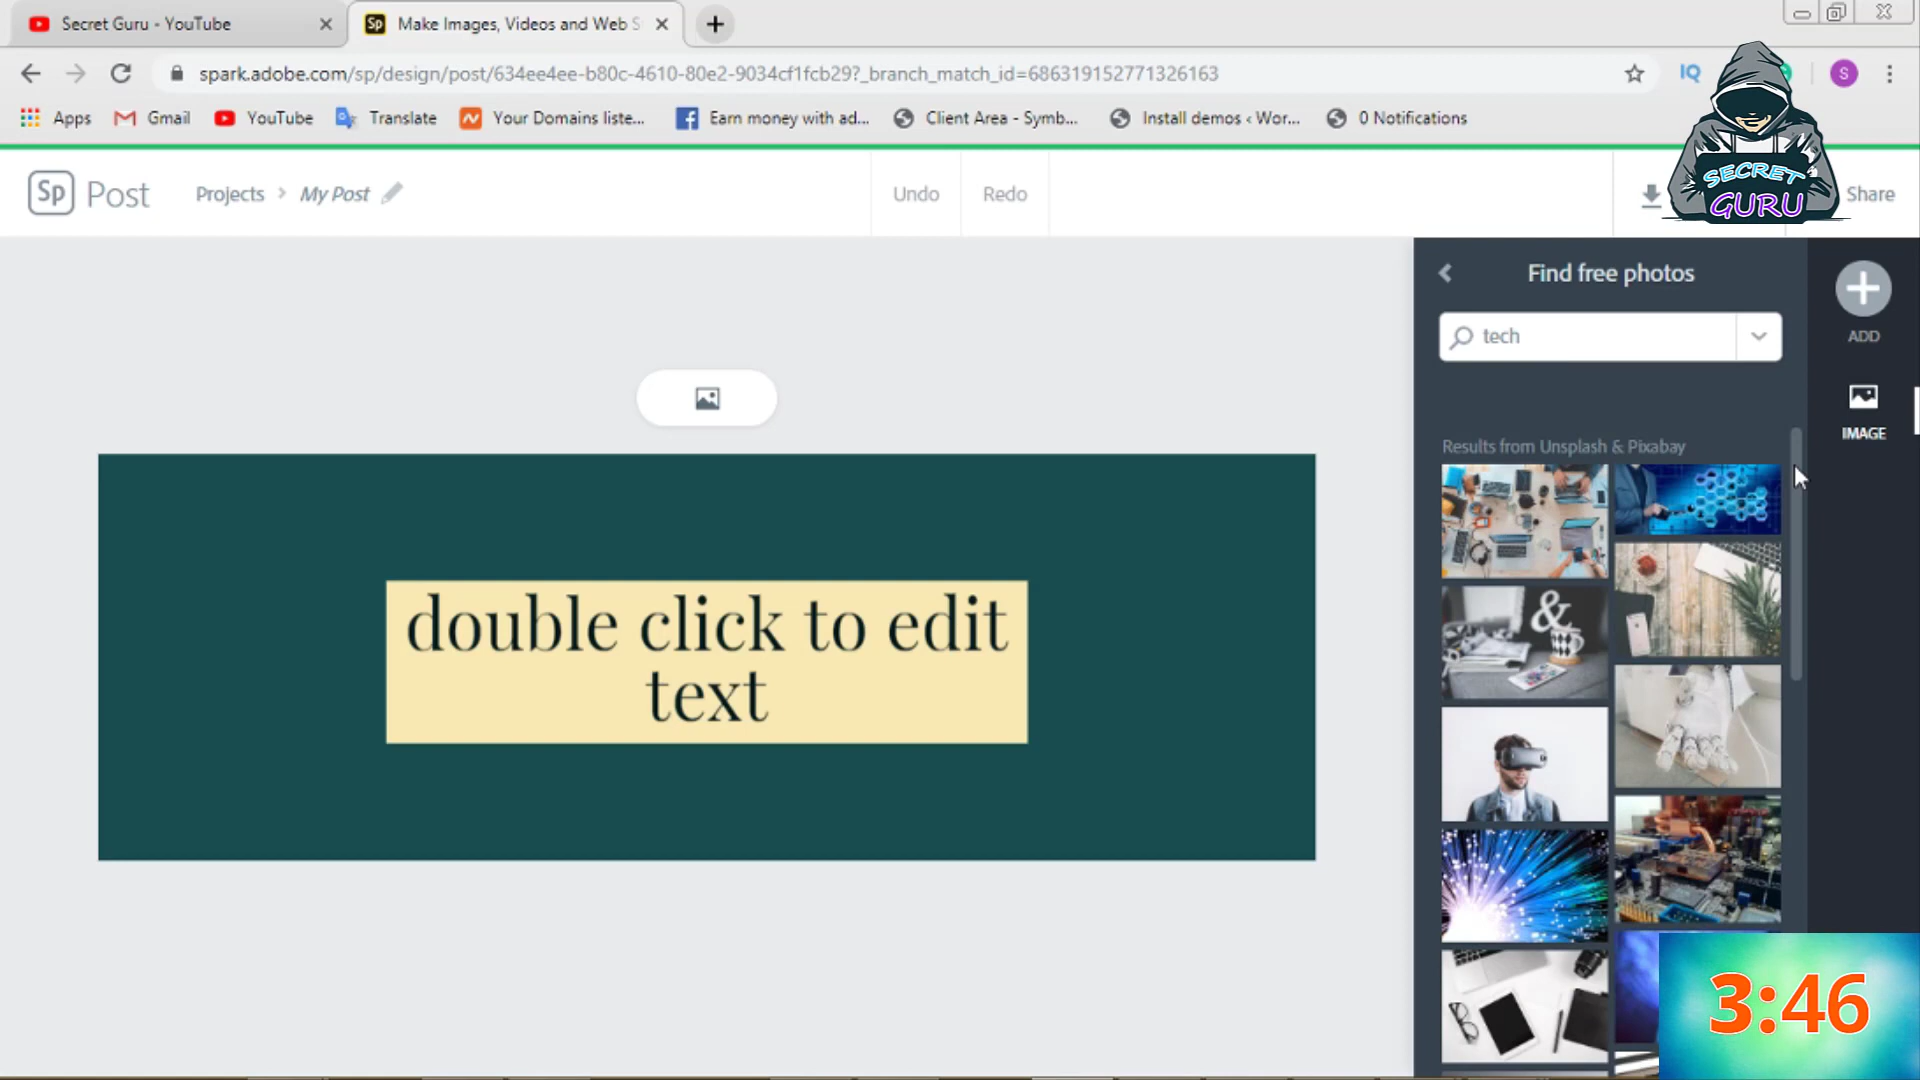 Secret Guru - YouTube
Sp Make Images, Videos and Web S
spark.adobe.com/sp/design/post/634ee4ee-b80c-4610-80e2-9034cf1fcb29?_branch_match_id=686319152771326163
IQ
S
Apps Gmail YouTube Translate Your Domains liste... Earn money with ad... Client Area - Symb... Install demos ‹ Wor... 0 Notifications
SECRET
GURU
Sp Post Projects > My Post Undo Redo Share
Find free photos
tech
ADD
IMAGE
Results from Unsplash & Pixabay
&
double click to edit
text
3:46